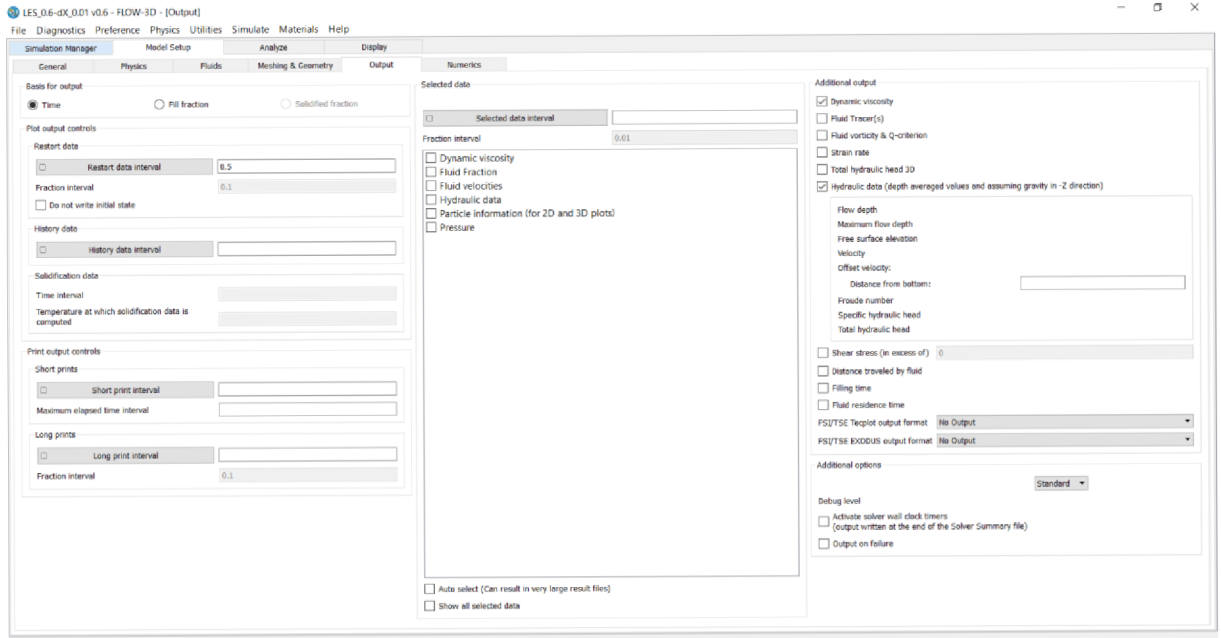 LES_0.6-dX_0.01 v0.6 - FLOW-3D - [Output]
File Diagnostics Preference Physics Utilities Simulate Materials Help
Simulation Manager Model Setup Analyze Display
General Physics Fluids Meshing & Geometry Output Numerics
Basis for output
Time Fill fraction Solidified fraction
Plot output controls
Restart data
Restart data interval 0.5
Fraction interval 0.1
Do not write initial state
History data
History data interval
Solidification data
Time interval
Temperature at which solidification data is
computed
Print output controls
Short prints
Short print interval
Maximum elapsed time interval
Long prints
Long print interval
Fraction interval 0.1
Selected data
Selected data interval
Fraction interval 0.01
Dynamic viscosity
Fluid Fraction
Fluid velocities
Hydraulic data
Particle information (for 2D and 3D plots)
Pressure
Auto select (Can result in very large result files)
Show all selected data
Additional output
Dynamic viscosity
Fluid Tracer(s)
Fluid vorticity & Q-criterion
Strain rate
Total hydraulic head 3D
Hydraulic data (depth averaged values and assuming gravity in -Z direction)
Flow depth
Maximum flow depth
Free surface elevation
Velocity
Offset velocity:
Distance from bottom:
Froude number
Specific hydraulic head
Total hydraulic head
Shear stress (in excess of) 0
Distance traveled by fluid
Filling time
Fluid residence time
FSI/TSE Tecplot output format No Output
FSI/TSE EXODUS output format No Output
Additional options
Standard
Debug level
Activate solver wall clock timers
(output written at the end of the Solver Summary file)
Output on failure